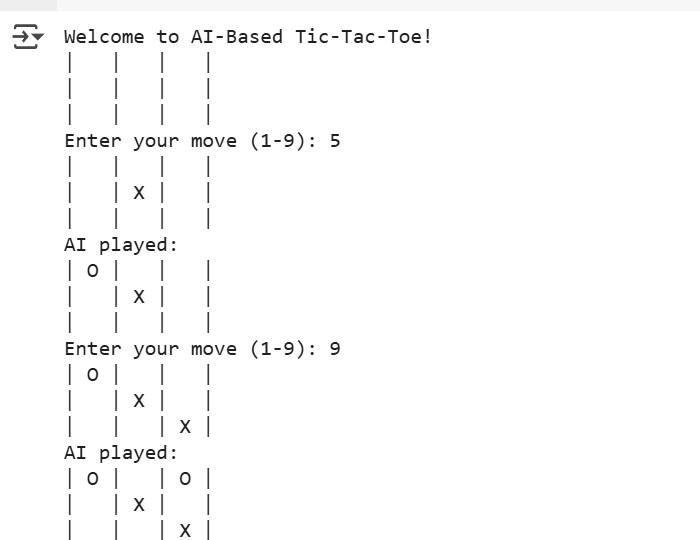 Welcome to AI-Based Tic-Tac-Toe!
|   |   |   |
|   |   |   |
|   |   |   |
Enter your move (1-9): 5
|   |   |   |
|   | X |   |
|   |   |   |
AI played:
| O |   |   |
|   | X |   |
|   |   |   |
Enter your move (1-9): 9
| O |   |   |
|   | X |   |
|   |   | X |
AI played:
| O |   | O |
|   | X |   |
|   |   | X |